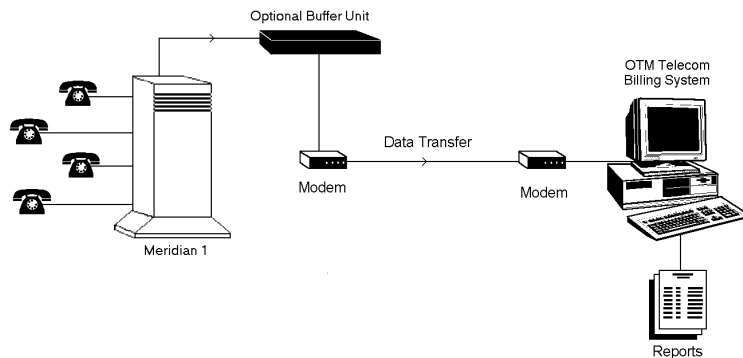 Optional Buffer Unit
OTM Telecom
Billing System
Data Transfer
Modem
Modem
Meridian 1
Reports